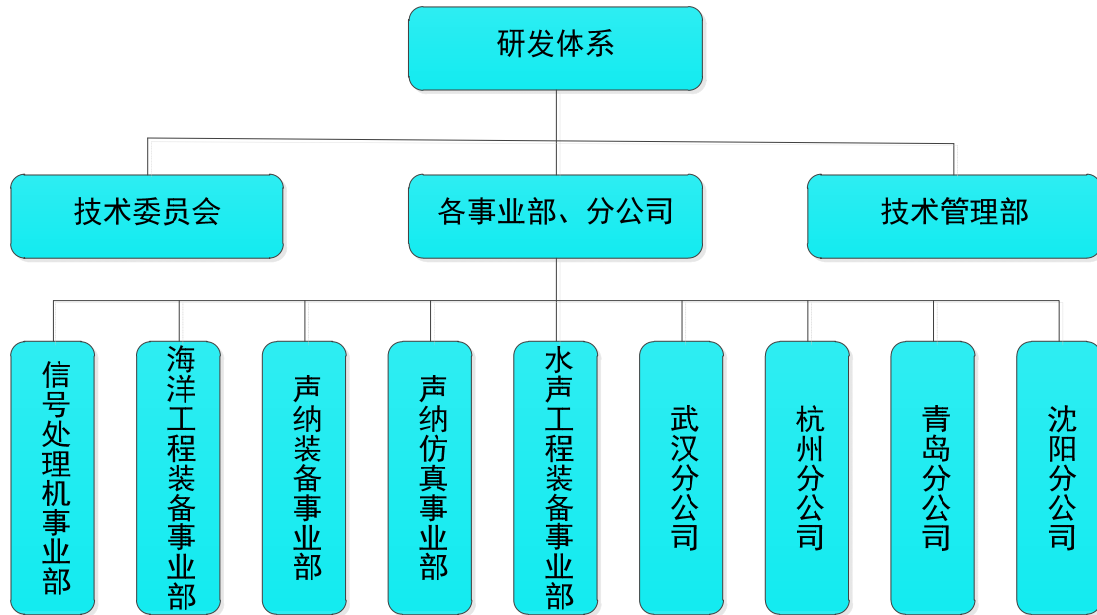 研发体系
技术委员会
各事业部、分公司
技术管理部
信号处理机事业部
海洋工程装备事业部
声纳装备事业部
声纳仿真事业部
水声工程装备事业部
武汉分公司
杭州分公司
青岛分公司
沈阳分公司